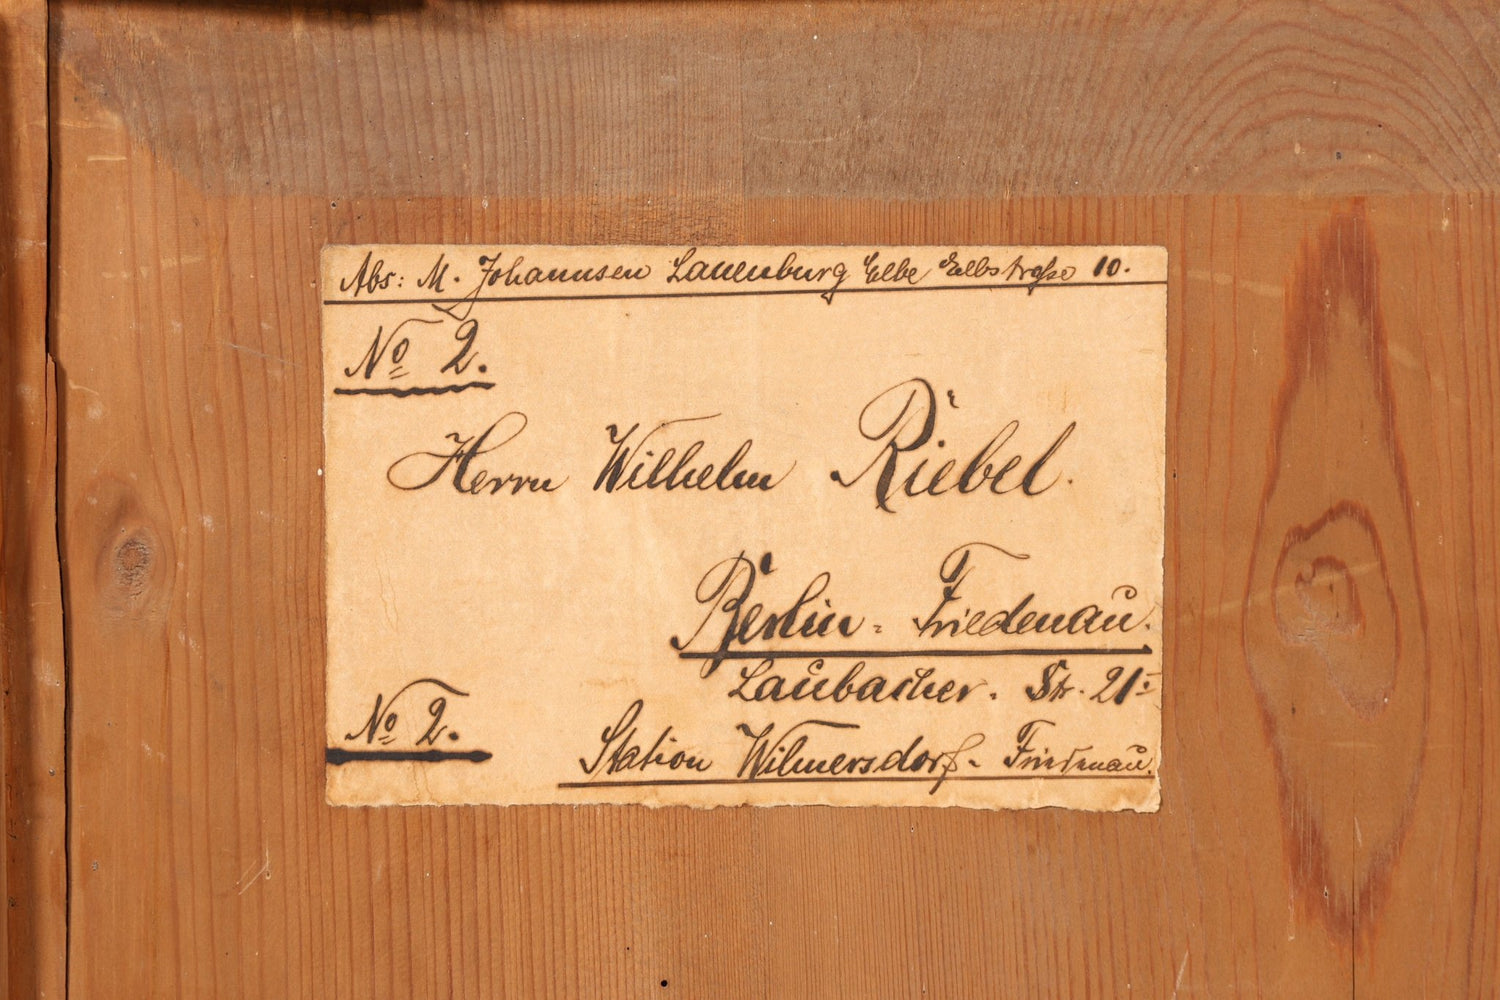 Abs: M. Johannsen Lauenburg Elbe Elbstraße 10.
No 2.
Herrn Wilhelm Riebel.
Berlin-Friedenau.
Laubacher. Str. 21I
No 2.
Station Wilmersdorf-Friedenau.